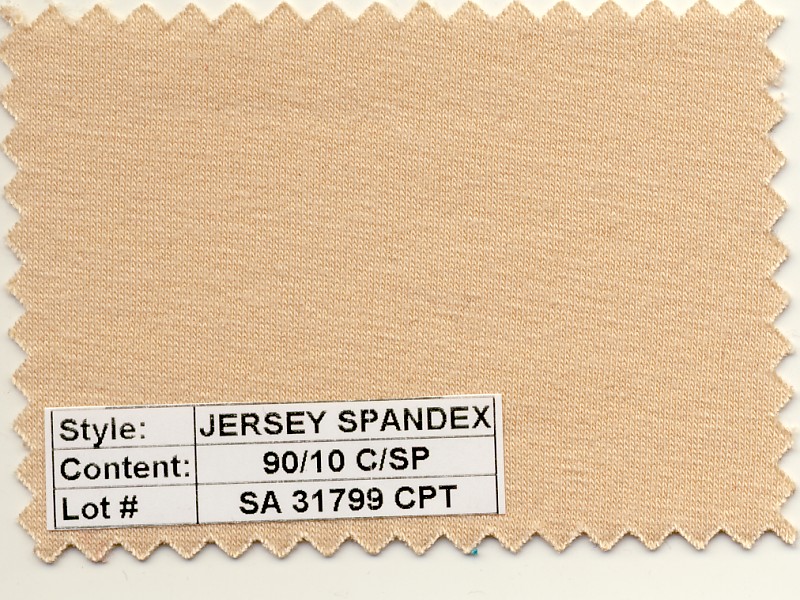 Style: JERSEY SPANDEX
Content: 90/10 C/SP
Lot # SA 31799 CPT